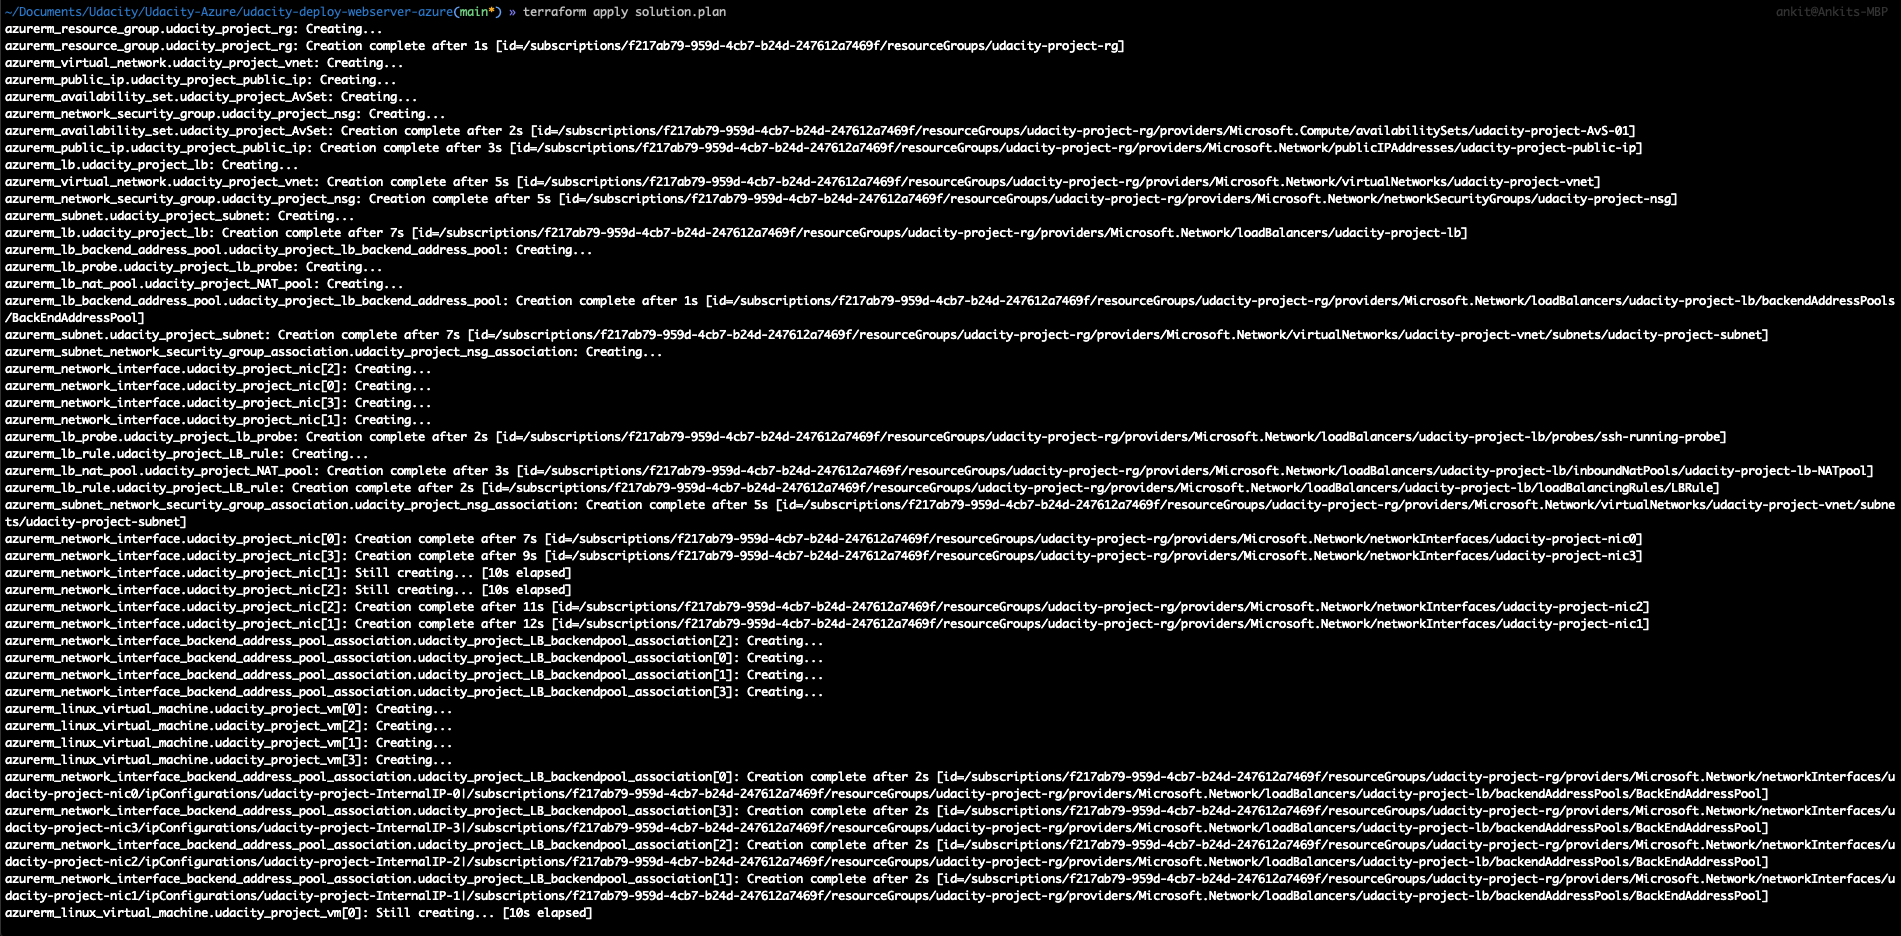 ~/Documents/Udacity/Udacity-Azure/udacity-deploy-webserver-azure(main*) » terraform apply solution.plan ankit@Ankits-MBP
azurerm_resource_group.udacity_project_rg: Creating...
azurerm_resource_group.udacity_project_rg: Creation complete after 1s [id=/subscriptions/f217ab79-959d-4cb7-b24d-247612a7469f/resourceGroups/udacity-project-rg]
azurerm_virtual_network.udacity_project_vnet: Creating...
azurerm_public_ip.udacity_project_public_ip: Creating...
azurerm_availability_set.udacity_project_AvSet: Creating...
azurerm_network_security_group.udacity_project_nsg: Creating...
azurerm_availability_set.udacity_project_AvSet: Creation complete after 2s [id=/subscriptions/f217ab79-959d-4cb7-b24d-247612a7469f/resourceGroups/udacity-project-rg/providers/Microsoft.Compute/availabilitySets/udacity-project-AvS-01]
azurerm_public_ip.udacity_project_public_ip: Creation complete after 3s [id=/subscriptions/f217ab79-959d-4cb7-b24d-247612a7469f/resourceGroups/udacity-project-rg/providers/Microsoft.Network/publicIPAddresses/udacity-project-public-ip]
azurerm_lb.udacity_project_lb: Creating...
azurerm_virtual_network.udacity_project_vnet: Creation complete after 5s [id=/subscriptions/f217ab79-959d-4cb7-b24d-247612a7469f/resourceGroups/udacity-project-rg/providers/Microsoft.Network/virtualNetworks/udacity-project-vnet]
azurerm_network_security_group.udacity_project_nsg: Creation complete after 5s [id=/subscriptions/f217ab79-959d-4cb7-b24d-247612a7469f/resourceGroups/udacity-project-rg/providers/Microsoft.Network/networkSecurityGroups/udacity-project-nsg]
azurerm_subnet.udacity_project_subnet: Creating...
azurerm_lb.udacity_project_lb: Creation complete after 7s [id=/subscriptions/f217ab79-959d-4cb7-b24d-247612a7469f/resourceGroups/udacity-project-rg/providers/Microsoft.Network/loadBalancers/udacity-project-lb]
azurerm_lb_backend_address_pool.udacity_project_lb_backend_address_pool: Creating...
azurerm_lb_probe.udacity_project_lb_probe: Creating...
azurerm_lb_nat_pool.udacity_project_NAT_pool: Creating...
azurerm_lb_backend_address_pool.udacity_project_lb_backend_address_pool: Creation complete after 1s [id=/subscriptions/f217ab79-959d-4cb7-b24d-247612a7469f/resourceGroups/udacity-project-rg/providers/Microsoft.Network/loadBalancers/udacity-project-lb/backendAddressPools
/BackEndAddressPool]
azurerm_subnet.udacity_project_subnet: Creation complete after 7s [id=/subscriptions/f217ab79-959d-4cb7-b24d-247612a7469f/resourceGroups/udacity-project-rg/providers/Microsoft.Network/virtualNetworks/udacity-project-vnet/subnets/udacity-project-subnet]
azurerm_subnet_network_security_group_association.udacity_project_nsg_association: Creating...
azurerm_network_interface.udacity_project_nic[2]: Creating...
azurerm_network_interface.udacity_project_nic[0]: Creating...
azurerm_network_interface.udacity_project_nic[3]: Creating...
azurerm_network_interface.udacity_project_nic[1]: Creating...
azurerm_lb_probe.udacity_project_lb_probe: Creation complete after 2s [id=/subscriptions/f217ab79-959d-4cb7-b24d-247612a7469f/resourceGroups/udacity-project-rg/providers/Microsoft.Network/loadBalancers/udacity-project-lb/probes/ssh-running-probe]
azurerm_lb_rule.udacity_project_LB_rule: Creating...
azurerm_lb_nat_pool.udacity_project_NAT_pool: Creation complete after 3s [id=/subscriptions/f217ab79-959d-4cb7-b24d-247612a7469f/resourceGroups/udacity-project-rg/providers/Microsoft.Network/loadBalancers/udacity-project-lb/inboundNatPools/udacity-project-lb-NATpool]
azurerm_lb_rule.udacity_project_LB_rule: Creation complete after 2s [id=/subscriptions/f217ab79-959d-4cb7-b24d-247612a7469f/resourceGroups/udacity-project-rg/providers/Microsoft.Network/loadBalancers/udacity-project-lb/loadBalancingRules/LBRule]
azurerm_subnet_network_security_group_association.udacity_project_nsg_association: Creation complete after 5s [id=/subscriptions/f217ab79-959d-4cb7-b24d-247612a7469f/resourceGroups/udacity-project-rg/providers/Microsoft.Network/virtualNetworks/udacity-project-vnet/subne
ts/udacity-project-subnet]
azurerm_network_interface.udacity_project_nic[0]: Creation complete after 7s [id=/subscriptions/f217ab79-959d-4cb7-b24d-247612a7469f/resourceGroups/udacity-project-rg/providers/Microsoft.Network/networkInterfaces/udacity-project-nic0]
azurerm_network_interface.udacity_project_nic[3]: Creation complete after 9s [id=/subscriptions/f217ab79-959d-4cb7-b24d-247612a7469f/resourceGroups/udacity-project-rg/providers/Microsoft.Network/networkInterfaces/udacity-project-nic3]
azurerm_network_interface.udacity_project_nic[1]: Still creating... [10s elapsed]
azurerm_network_interface.udacity_project_nic[2]: Still creating... [10s elapsed]
azurerm_network_interface.udacity_project_nic[2]: Creation complete after 11s [id=/subscriptions/f217ab79-959d-4cb7-b24d-247612a7469f/resourceGroups/udacity-project-rg/providers/Microsoft.Network/networkInterfaces/udacity-project-nic2]
azurerm_network_interface.udacity_project_nic[1]: Creation complete after 12s [id=/subscriptions/f217ab79-959d-4cb7-b24d-247612a7469f/resourceGroups/udacity-project-rg/providers/Microsoft.Network/networkInterfaces/udacity-project-nic1]
azurerm_network_interface_backend_address_pool_association.udacity_project_LB_backendpool_association[2]: Creating...
azurerm_network_interface_backend_address_pool_association.udacity_project_LB_backendpool_association[0]: Creating...
azurerm_network_interface_backend_address_pool_association.udacity_project_LB_backendpool_association[1]: Creating...
azurerm_network_interface_backend_address_pool_association.udacity_project_LB_backendpool_association[3]: Creating...
azurerm_linux_virtual_machine.udacity_project_vm[0]: Creating...
azurerm_linux_virtual_machine.udacity_project_vm[2]: Creating...
azurerm_linux_virtual_machine.udacity_project_vm[1]: Creating...
azurerm_linux_virtual_machine.udacity_project_vm[3]: Creating...
azurerm_network_interface_backend_address_pool_association.udacity_project_LB_backendpool_association[0]: Creation complete after 2s [id=/subscriptions/f217ab79-959d-4cb7-b24d-247612a7469f/resourceGroups/udacity-project-rg/providers/Microsoft.Network/networkInterfaces/u
dacity-project-nic0/ipConfigurations/udacity-project-InternalIP-0|/subscriptions/f217ab79-959d-4cb7-b24d-247612a7469f/resourceGroups/udacity-project-rg/providers/Microsoft.Network/loadBalancers/udacity-project-lb/backendAddressPools/BackEndAddressPool]
azurerm_network_interface_backend_address_pool_association.udacity_project_LB_backendpool_association[3]: Creation complete after 2s [id=/subscriptions/f217ab79-959d-4cb7-b24d-247612a7469f/resourceGroups/udacity-project-rg/providers/Microsoft.Network/networkInterfaces/u
dacity-project-nic3/ipConfigurations/udacity-project-InternalIP-3|/subscriptions/f217ab79-959d-4cb7-b24d-247612a7469f/resourceGroups/udacity-project-rg/providers/Microsoft.Network/loadBalancers/udacity-project-lb/backendAddressPools/BackEndAddressPool]
azurerm_network_interface_backend_address_pool_association.udacity_project_LB_backendpool_association[2]: Creation complete after 2s [id=/subscriptions/f217ab79-959d-4cb7-b24d-247612a7469f/resourceGroups/udacity-project-rg/providers/Microsoft.Network/networkInterfaces/u
dacity-project-nic2/ipConfigurations/udacity-project-InternalIP-2|/subscriptions/f217ab79-959d-4cb7-b24d-247612a7469f/resourceGroups/udacity-project-rg/providers/Microsoft.Network/loadBalancers/udacity-project-lb/backendAddressPools/BackEndAddressPool]
azurerm_network_interface_backend_address_pool_association.udacity_project_LB_backendpool_association[1]: Creation complete after 2s [id=/subscriptions/f217ab79-959d-4cb7-b24d-247612a7469f/resourceGroups/udacity-project-rg/providers/Microsoft.Network/networkInterfaces/u
dacity-project-nic1/ipConfigurations/udacity-project-InternalIP-1|/subscriptions/f217ab79-959d-4cb7-b24d-247612a7469f/resourceGroups/udacity-project-rg/providers/Microsoft.Network/loadBalancers/udacity-project-lb/backendAddressPools/BackEndAddressPool]
azurerm_linux_virtual_machine.udacity_project_vm[0]: Still creating... [10s elapsed]